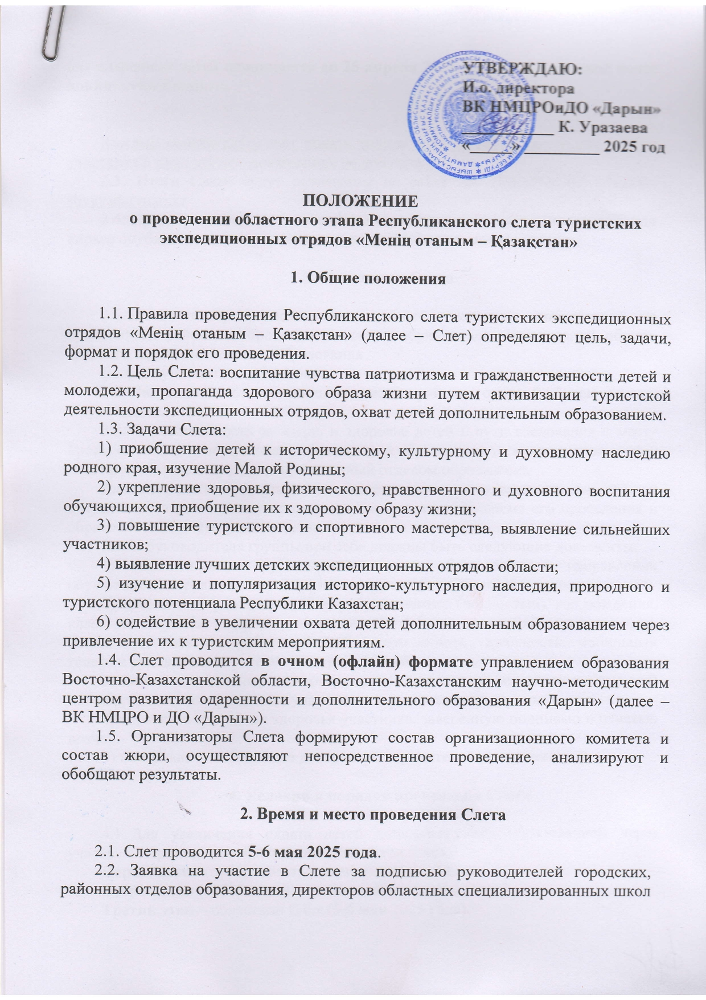 УТВЕРЖДАЮ:
И.о. директора
ВК НМЦРОиДО «Дарын»
___________ К. Уразаева
«_____» _________ 2025 год
ПОЛОЖЕНИЕ
о проведении областного этапа Республиканского слета туристских
экспедиционных отрядов «Менің отаным – Қазақстан»
1. Общие положения
1.1. Правила проведения Республиканского слета туристских экспедиционных
отрядов «Менің отаным – Қазақстан» (далее – Слет) определяют цель, задачи,
формат и порядок его проведения.
1.2. Цель Слета: воспитание чувства патриотизма и гражданственности детей и
молодежи, пропаганда здорового образа жизни путем активизации туристской
деятельности экспедиционных отрядов, охват детей дополнительным образованием.
1.3. Задачи Слета:
1) приобщение детей к историческому, культурному и духовному наследию
родного края, изучение Малой Родины;
2) укрепление здоровья, физического, нравственного и духовного воспитания
обучающихся, приобщение их к здоровому образу жизни;
3) повышение туристского и спортивного мастерства, выявление сильнейших
участников;
4) выявление лучших детских экспедиционных отрядов области;
5) изучение и популяризация историко-культурного наследия, природного и
туристского потенциала Республики Казахстан;
6) содействие в увеличении охвата детей дополнительным образованием через
привлечение их к туристским мероприятиям.
1.4. Слет проводится в очном (офлайн) формате управлением образования
Восточно-Казахстанской области, Восточно-Казахстанским научно-методическим
центром развития одаренности и дополнительного образования «Дарын» (далее –
ВК НМЦРО и ДО «Дарын»).
1.5. Организаторы Слета формируют состав организационного комитета и
состав жюри, осуществляют непосредственное проведение, анализируют и
обобщают результаты.
2. Время и место проведения Слета
2.1. Слет проводится 5-6 мая 2025 года.
2.2. Заявка на участие в Слете за подписью руководителей городских,
районных отделов образования, директоров областных специализированных школ